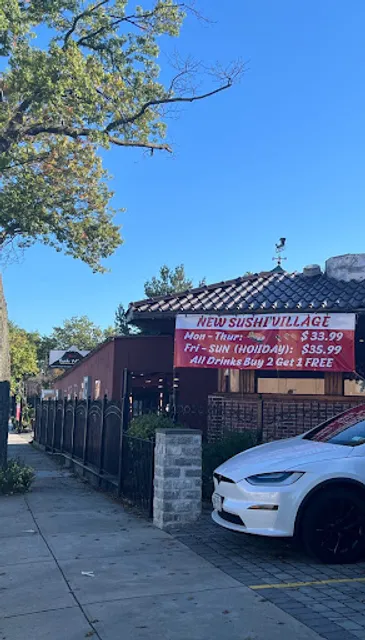 NEW SUSHI VILLAGE
Mon - Thur: $33.99
Fri - SUN (HOlIDAY): $35.99
All Drinks Buy 2 Get 1 FREE